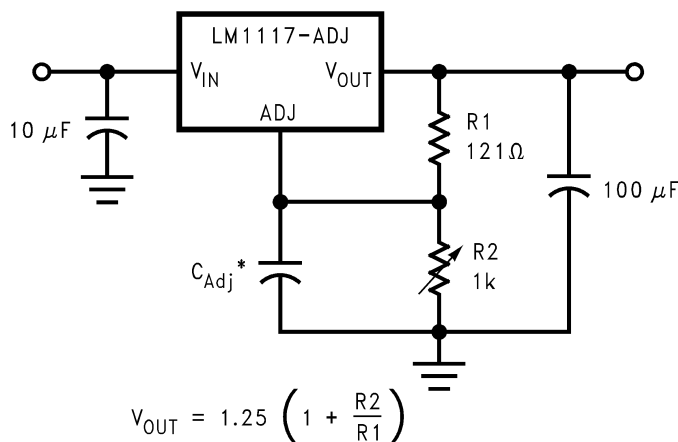 LM1117-ADJ
V_IN
V_OUT
ADJ
10 μF
R1
121Ω
100 μF
C_Adj*
R2
1k
V_OUT = 1.25 (1 + R2/R1)